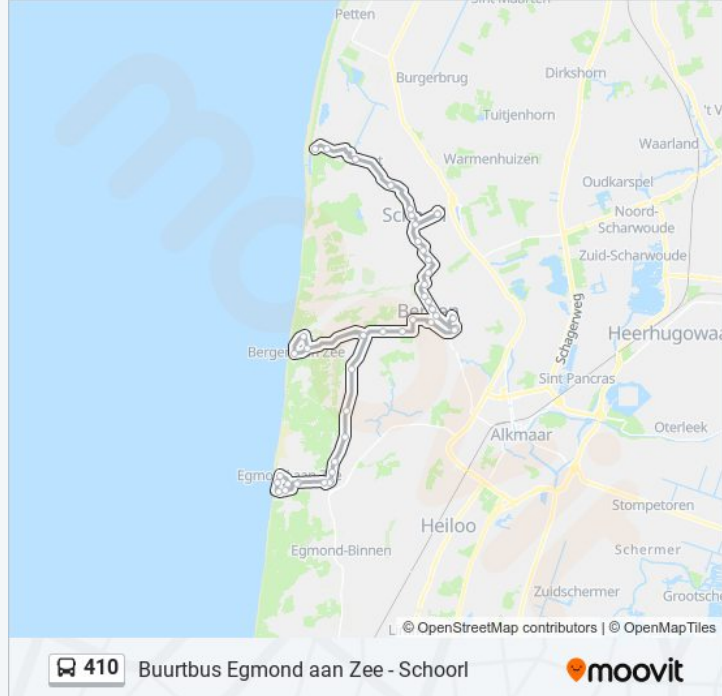 Petten
Burgerbrug
Dirkshorn
Tuitjenhorn
Waarland
Warmenhuizen
Oudkarspel
Noord-
Scharwoude
Zuid-Scharwoude
Schagerweg
Heerhugowaa
Sint Pancras
Oterleek
Alkmaar
Stompetoren
Heiloo
Egmond-Binnen
Schermer
Zuidschermer
Grootsche
© OpenStreetMap contributors | © OpenMapTiles
410 Buurtbus Egmond aan Zee - Schoorl
moovit